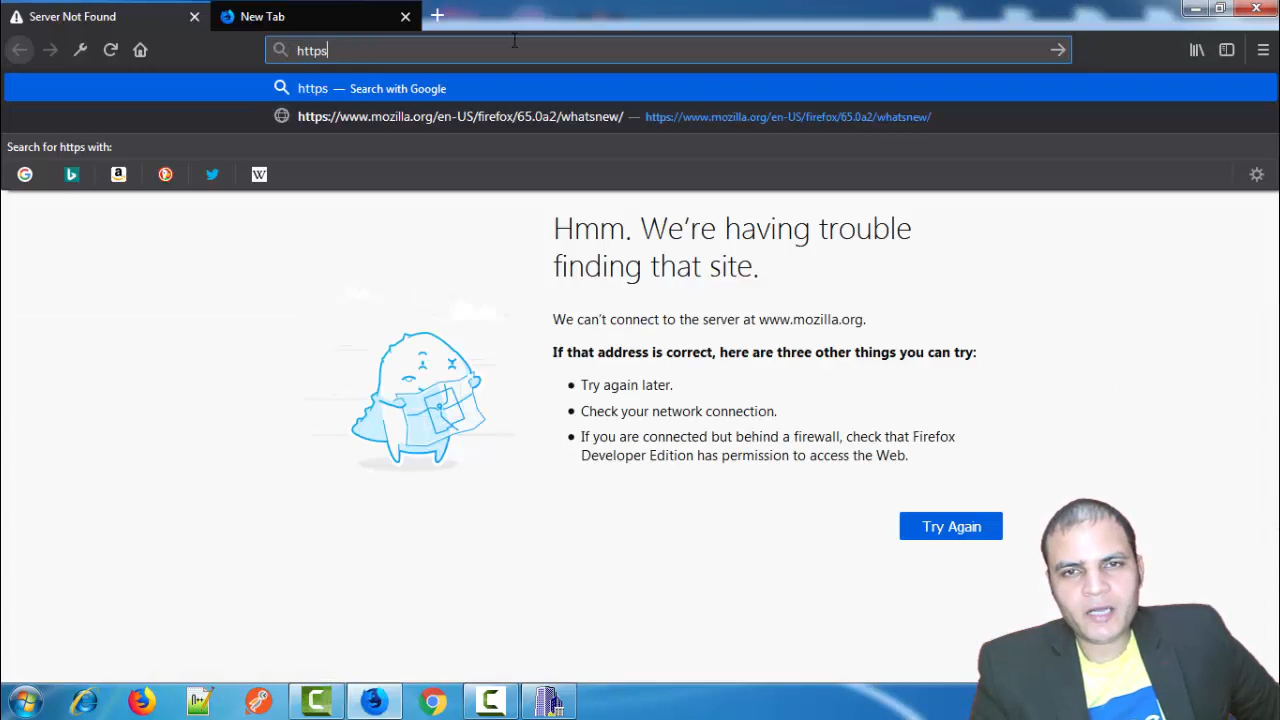 Server Not Found
New Tab
https
https — Search with Google
https://www.mozilla.org/en-US/firefox/65.0a2/whatsnew/ — https://www.mozilla.org/en-US/firefox/65.0a2/whatsnew/
Search for https with:
Hmm. We're having trouble
finding that site.
We can't connect to the server at www.mozilla.org.
If that address is correct, here are three other things you can try:
• Try again later.
• Check your network connection.
• If you are connected but behind a firewall, check that Firefox
Developer Edition has permission to access the Web.
Try Again